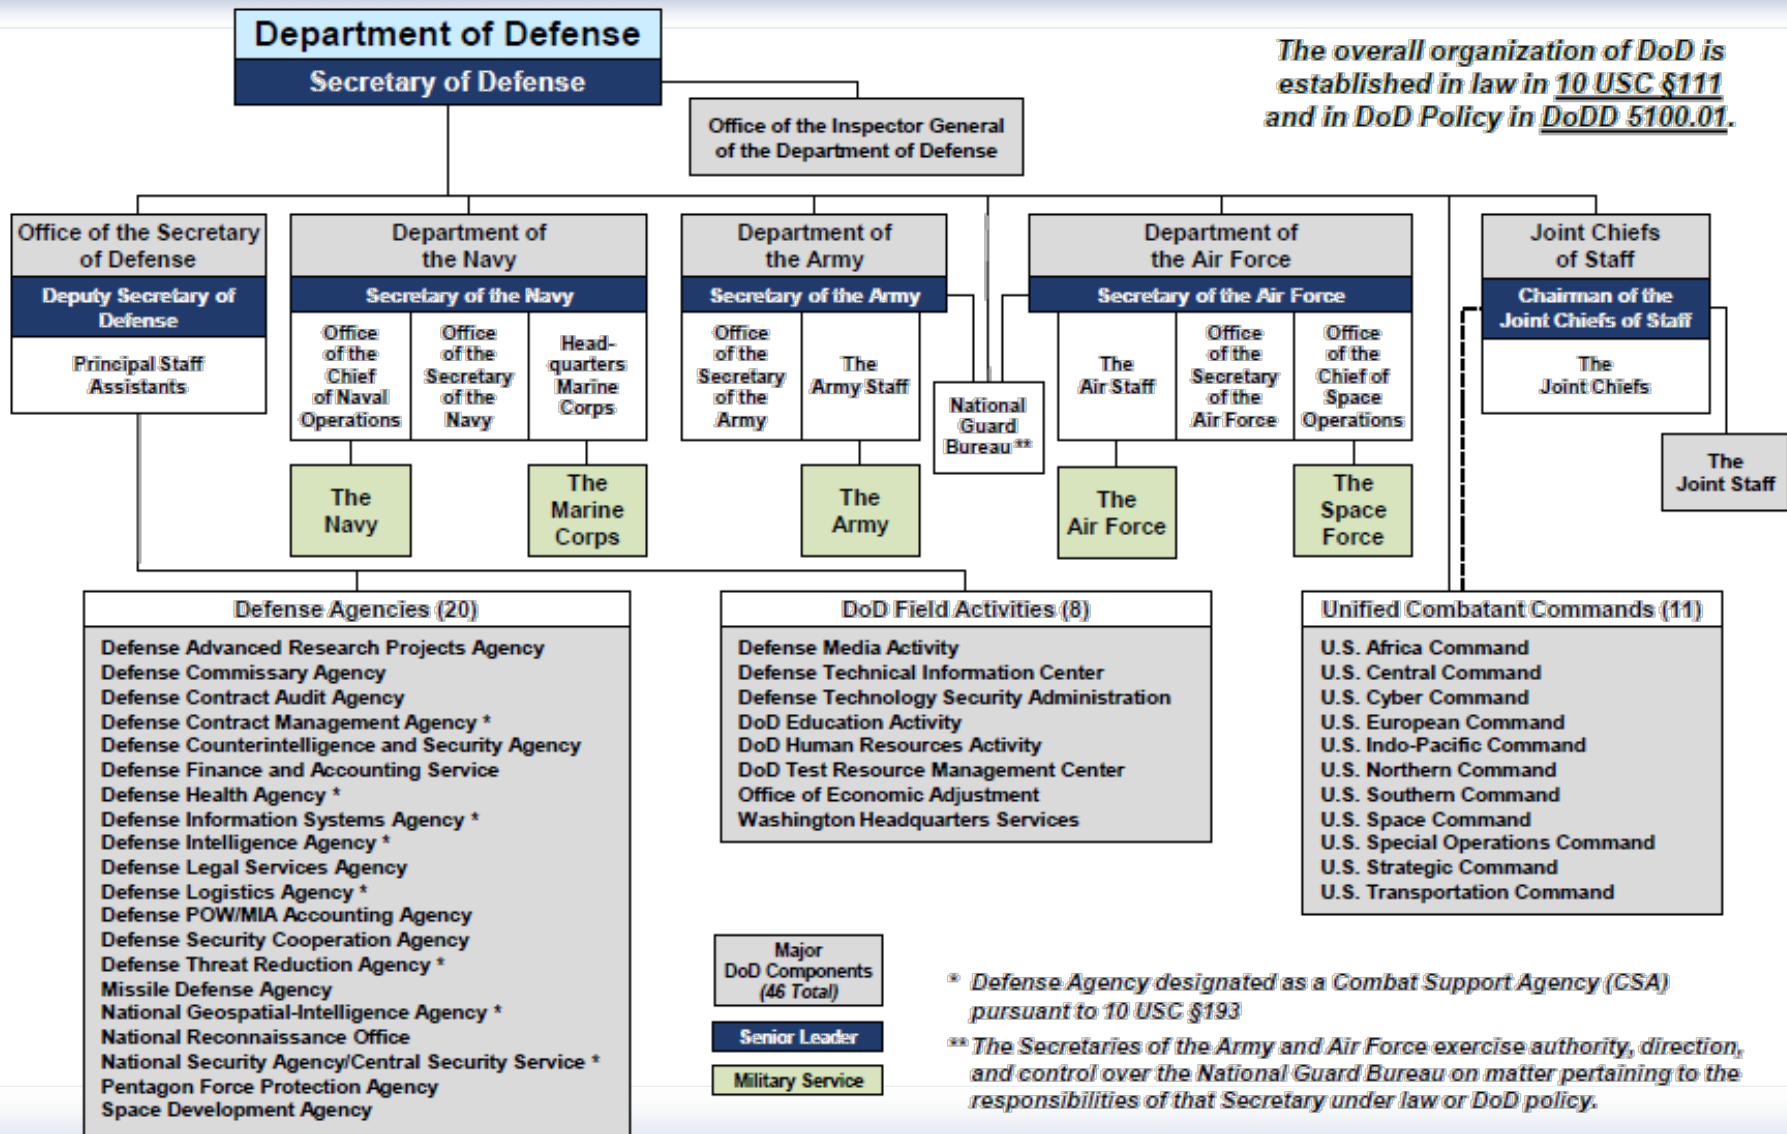 Department of Defense
Secretary of Defense
The overall organization of DoD is
established in law in 10 USC §111
and in DoD Policy in DoDD 5100.01.
Office of the Inspector General
of the Department of Defense
Office of the Secretary
of Defense
Deputy Secretary of
Defense
Principal Staff
Assistants
Department of
the Navy
Secretary of the Navy
Office
of the
Chief
of Naval
Operations
Office
of the
Secretary
of the
Navy
Head-
quarters
Marine
Corps
The
Navy
The
Marine
Corps
Department of
the Army
Secretary of the Army
Office
of the
Secretary
of the
Army
The
Army Staff
The
Army
National
Guard
Bureau **
Department of
the Air Force
Secretary of the Air Force
The
Air Staff
Office
of the
Secretary
of the
Air Force
Office
of the
Chief of
Space
Operations
The
Air Force
The
Space
Force
Joint Chiefs
of Staff
Chairman of the
Joint Chiefs of Staff
The
Joint Chiefs
The
Joint Staff
Defense Agencies (20)
Defense Advanced Research Projects Agency
Defense Commissary Agency
Defense Contract Audit Agency
Defense Contract Management Agency *
Defense Counterintelligence and Security Agency
Defense Finance and Accounting Service
Defense Health Agency *
Defense Information Systems Agency *
Defense Intelligence Agency *
Defense Legal Services Agency
Defense Logistics Agency *
Defense POW/MIA Accounting Agency
Defense Security Cooperation Agency
Defense Threat Reduction Agency *
Missile Defense Agency
National Geospatial-Intelligence Agency *
National Reconnaissance Office
National Security Agency/Central Security Service *
Pentagon Force Protection Agency
Space Development Agency
DoD Field Activities (8)
Defense Media Activity
Defense Technical Information Center
Defense Technology Security Administration
DoD Education Activity
DoD Human Resources Activity
DoD Test Resource Management Center
Office of Economic Adjustment
Washington Headquarters Services
Unified Combatant Commands (11)
U.S. Africa Command
U.S. Central Command
U.S. Cyber Command
U.S. European Command
U.S. Indo-Pacific Command
U.S. Northern Command
U.S. Southern Command
U.S. Space Command
U.S. Special Operations Command
U.S. Strategic Command
U.S. Transportation Command
Major
DoD Components
(46 Total)
Senior Leader
Military Service
* Defense Agency designated as a Combat Support Agency (CSA)
pursuant to 10 USC §193
** The Secretaries of the Army and Air Force exercise authority, direction,
and control over the National Guard Bureau on matter pertaining to the
responsibilities of that Secretary under law or DoD policy.